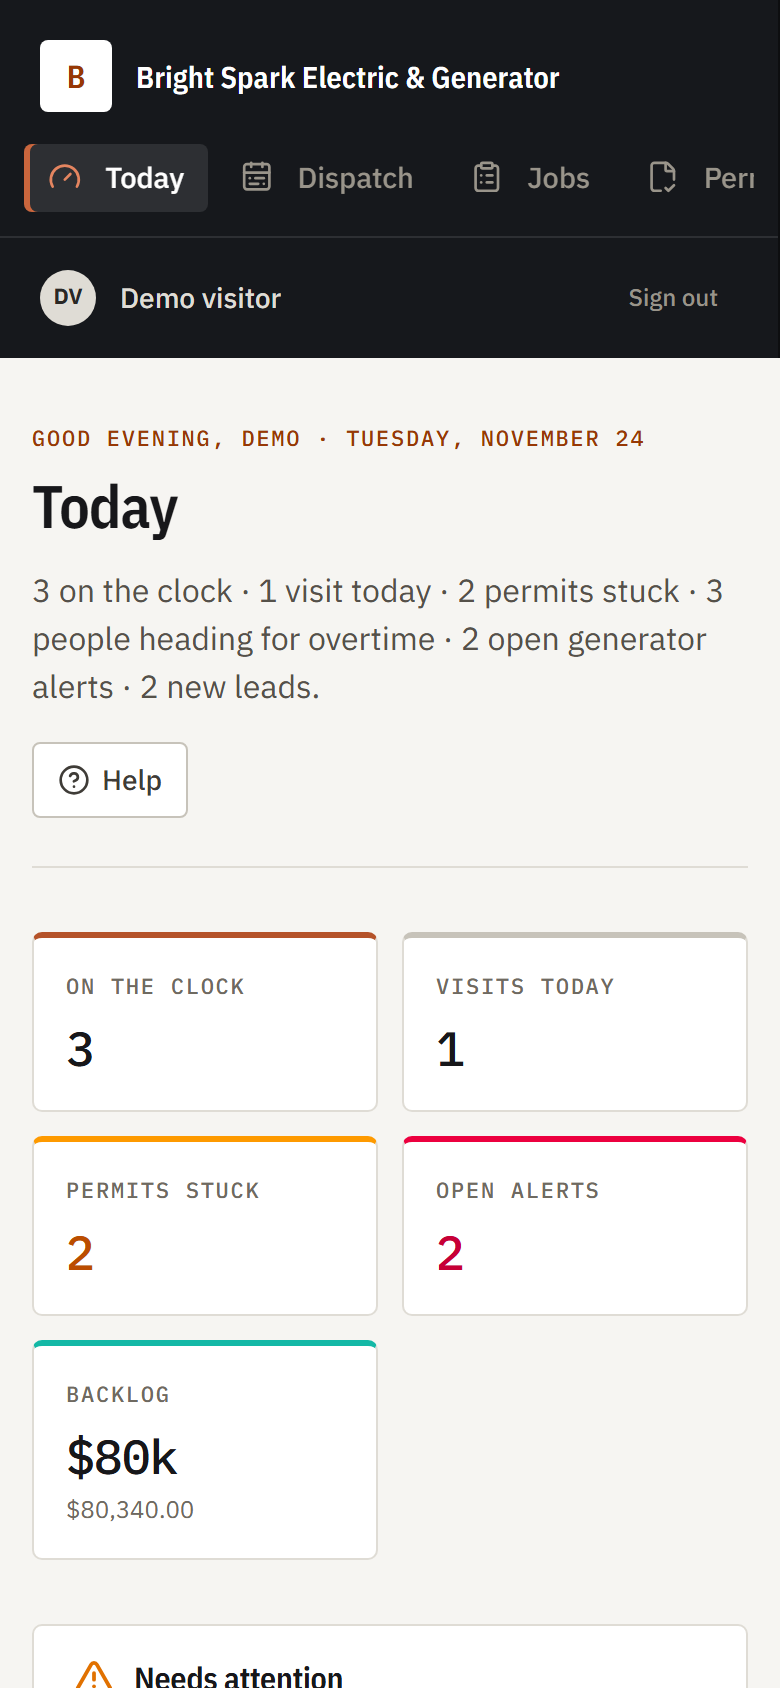 B
Bright Spark Electric & Generator
Today
Dispatch
Jobs
DV
Demo visitor
Sign out
GOOD EVENING, DEMO · TUESDAY, NOVEMBER 24
Today
3 on the clock · 1 visit today · 2 permits stuck · 3
people heading for overtime · 2 open generator
alerts · 2 new leads.
Help
ON THE CLOCK
3
VISITS TODAY
1
PERMITS STUCK
2
OPEN ALERTS
2
BACKLOG
$80k
$80,340.00
Needs attention